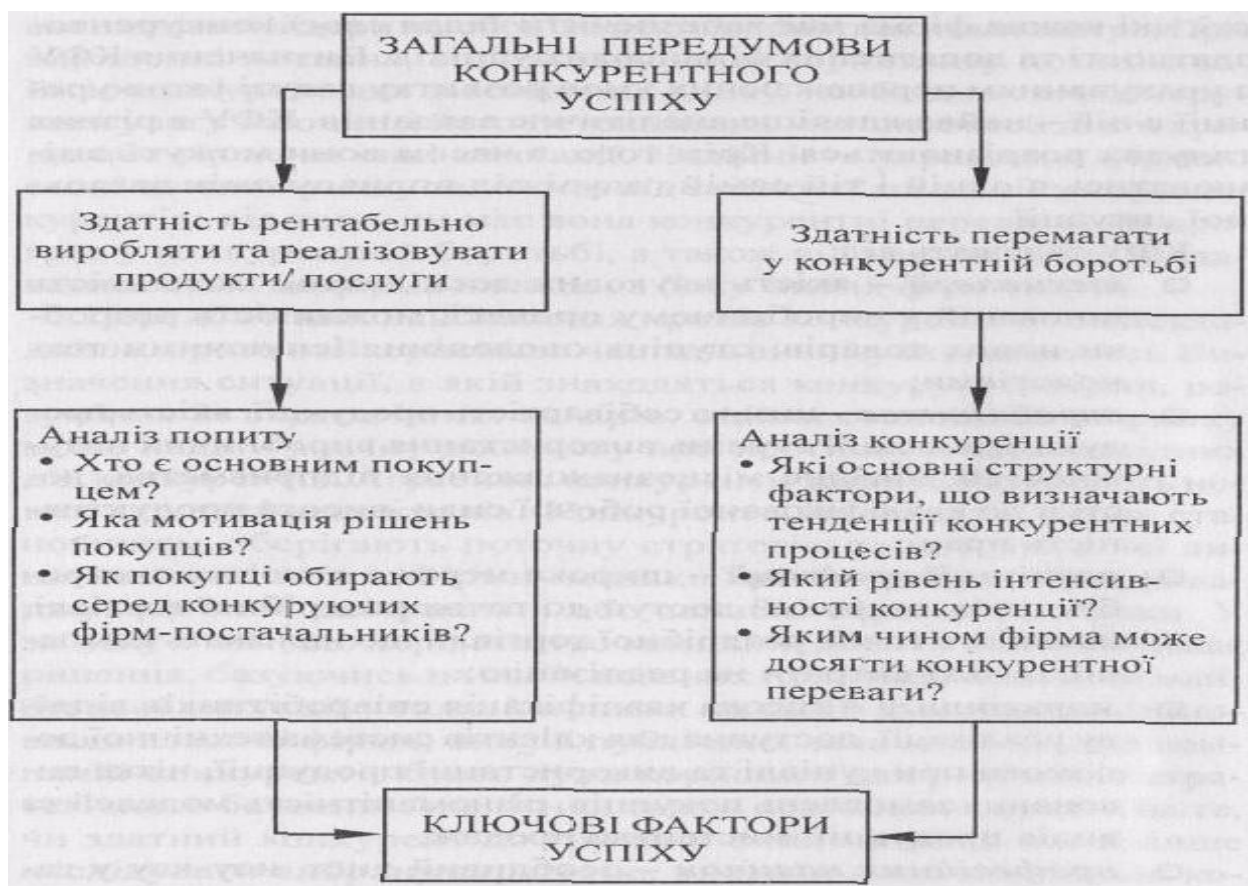 ЗАГАЛЬНІ ПЕРЕДУМОВИ
КОНКУРЕНТНОГО
УСПІХУ
Здатність рентабельно
виробляти та реалізовувати
продукти/ послуги
Здатність перемагати
у конкурентній боротьбі
Аналіз попиту
• Хто є основним покуп-
цем?
• Яка мотивація рішень
покупців?
• Як покупці обирають
серед конкуруючих
фірм-постачальників?
Аналіз конкуренції
• Які основні структурні
фактори, що визначають
тенденції конкурентних
процесів?
• Який рівень інтенсив-
ності конкуренції?
• Яким чином фірма може
досягти конкурентної
переваги?
КЛЮЧОВІ ФАКТОРИ
УСПІХУ